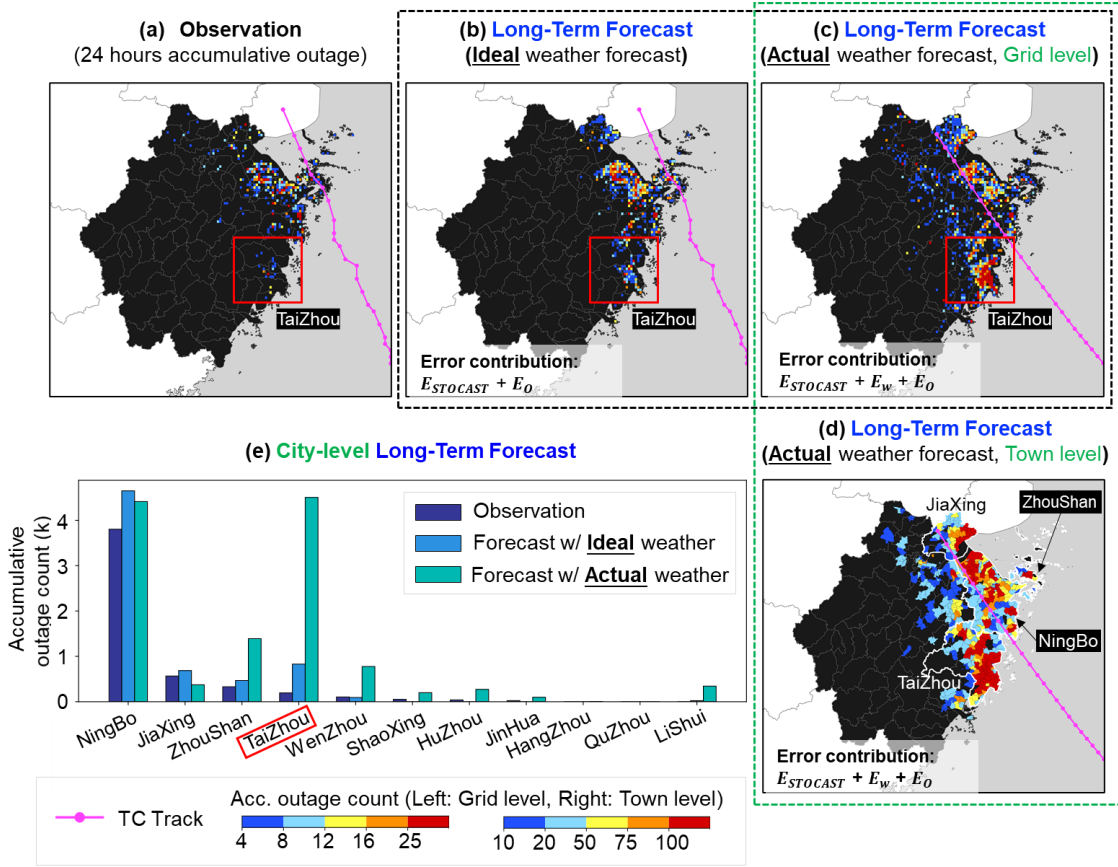 (a) Observation
(24 hours accumulative outage)
TaiZhou
(b) Long-Term Forecast
(Ideal weather forecast)
TaiZhou
Error contribution:
E_STOCAST + E_O
(c) Long-Term Forecast
(Actual weather forecast, Grid level)
TaiZhou
Error contribution:
E_STOCAST + E_W + E_O
(d) Long-Term Forecast
(Actual weather forecast, Town level)
JiaXing
ZhouShan
NingBo
TaiZhou
Error contribution:
E_STOCAST + E_W + E_O
(e) City-level Long-Term Forecast
Accumulative
outage count (k)
4
3
2
1
0
Observation
Forecast w/ Ideal weather
Forecast w/ Actual weather
NingBo
JiaXing
ZhouShan
TaiZhou
WenZhou
ShaoXing
HuZhou
JinHua
HangZhou
QuZhou
LiShui
TC Track
Acc. outage count (Left: Grid level, Right: Town level)
4 8 12 16 25
10 20 50 75 100